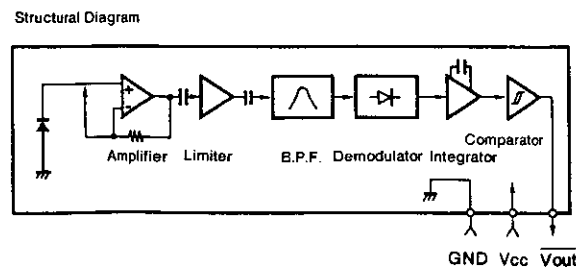 Structural Diagram
Comparator
Amplifier Limiter B.P.F. Demodulator Integrator
GND Vcc Vout